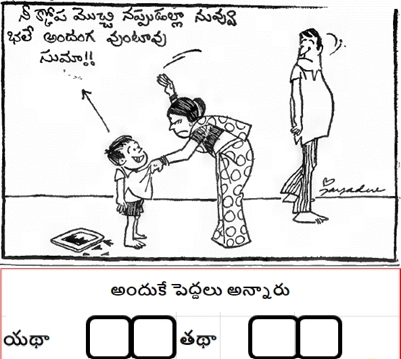 నీ క్కోప మొచ్చి నప్పుడల్లా నువ్వు
భలే అందంగ వుంటావు
సుమా!!
అందుకే పెద్దలు అన్నారు
యథా తథా